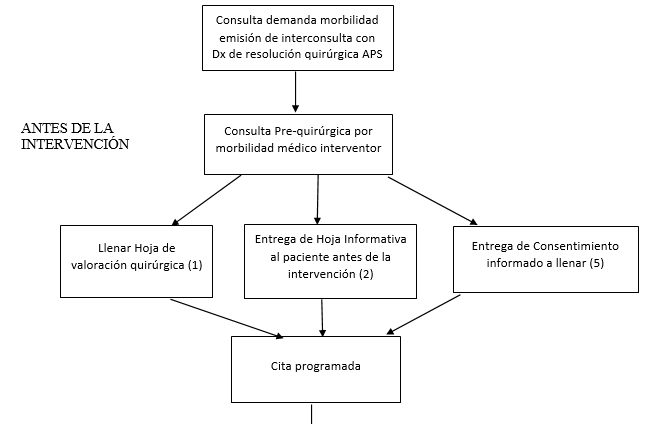 Consulta demanda morbilidad
emisión de interconsulta con
Dx de resolución quirúrgica APS
ANTES DE LA
INTERVENCIÓN
Consulta Pre-quirúrgica por
morbilidad médico interventor
Llenar Hoja de
valoración quirúrgica (1)
Entrega de Hoja Informativa
al paciente antes de la
intervención (2)
Entrega de Consentimiento
informado a llenar (5)
Cita programada